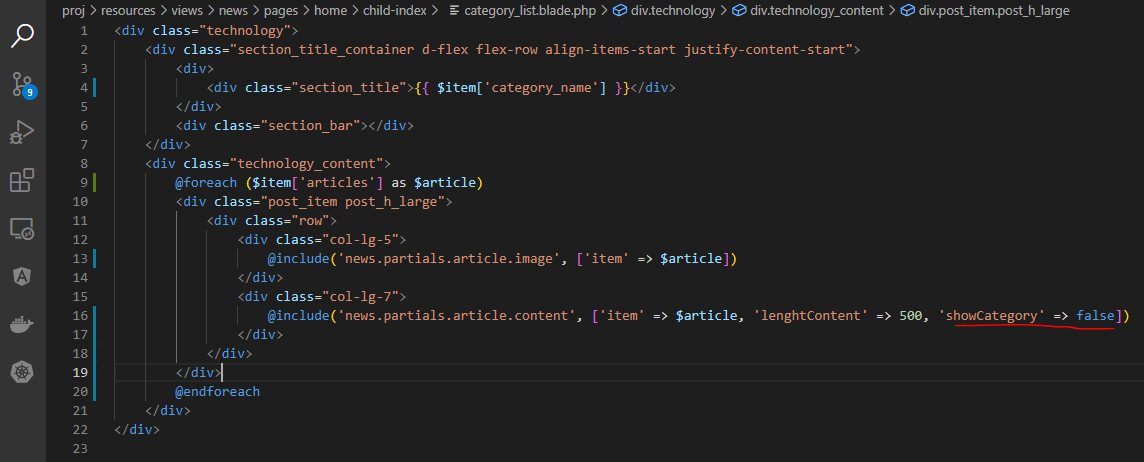 proj > resources > views > news > pages > home > child-index > category_list.blade.php > div.technology > div.technology_content > div.post_item.post_h_large
1 <div class="technology">
2 <div class="section_title_container d-flex flex-row align-items-start justify-content-start">
3 <div>
4 <div class="section_title">{{ $item['category_name'] }}</div>
5 </div>
6 <div class="section_bar"></div>
7 </div>
8 <div class="technology_content">
9 @foreach ($item['articles'] as $article)
10 <div class="post_item post_h_large">
11 <div class="row">
12 <div class="col-lg-5">
13 @include('news.partials.article.image', ['item' => $article])
14 </div>
15 <div class="col-lg-7">
16 @include('news.partials.article.content', ['item' => $article, 'lenghtContent' => 500, 'showCategory' => false])
17 </div>
18 </div>
19 </div>
20 @endforeach
21 </div>
22 </div>
23
9